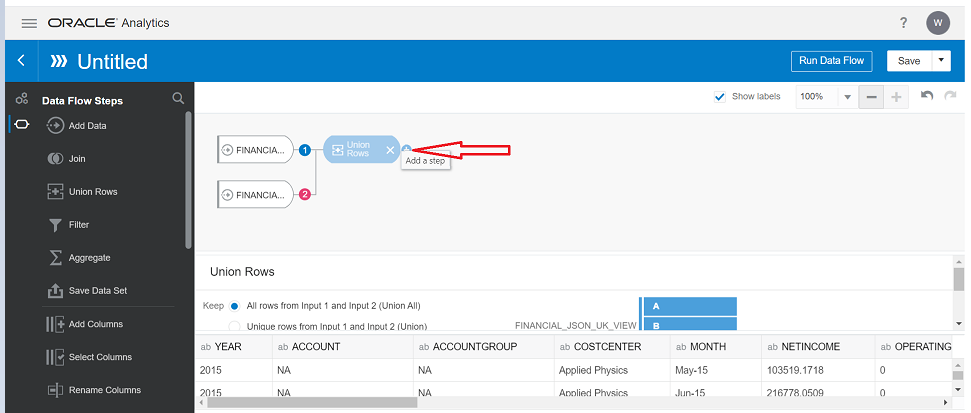 ORACLE Analytics
?
W
Untitled
Run Data Flow
Save
Data Flow Steps
Show labels
100%
Add Data
Join
Union Rows
Filter
Aggregate
Save Data Set
Add Columns
Select Columns
Rename Columns
FINANCIA...
1
Union
Rows
Add a step
FINANCIA...
2
Union Rows
Keep
All rows from Input 1 and Input 2 (Union All)
Unique rows from Input 1 and Input 2 (Union)
A
FINANCIAL_JSON_UK_VIEW
B
ab YEAR ab ACCOUNT ab ACCOUNTGROUP ab COSTCENTER ab MONTH ab NETINCOME ab OPERATING
2015 NA NA Applied Physics May-15 103519.1718 0
2015 NA NA Applied Physics Jun-15 216778.0509 0